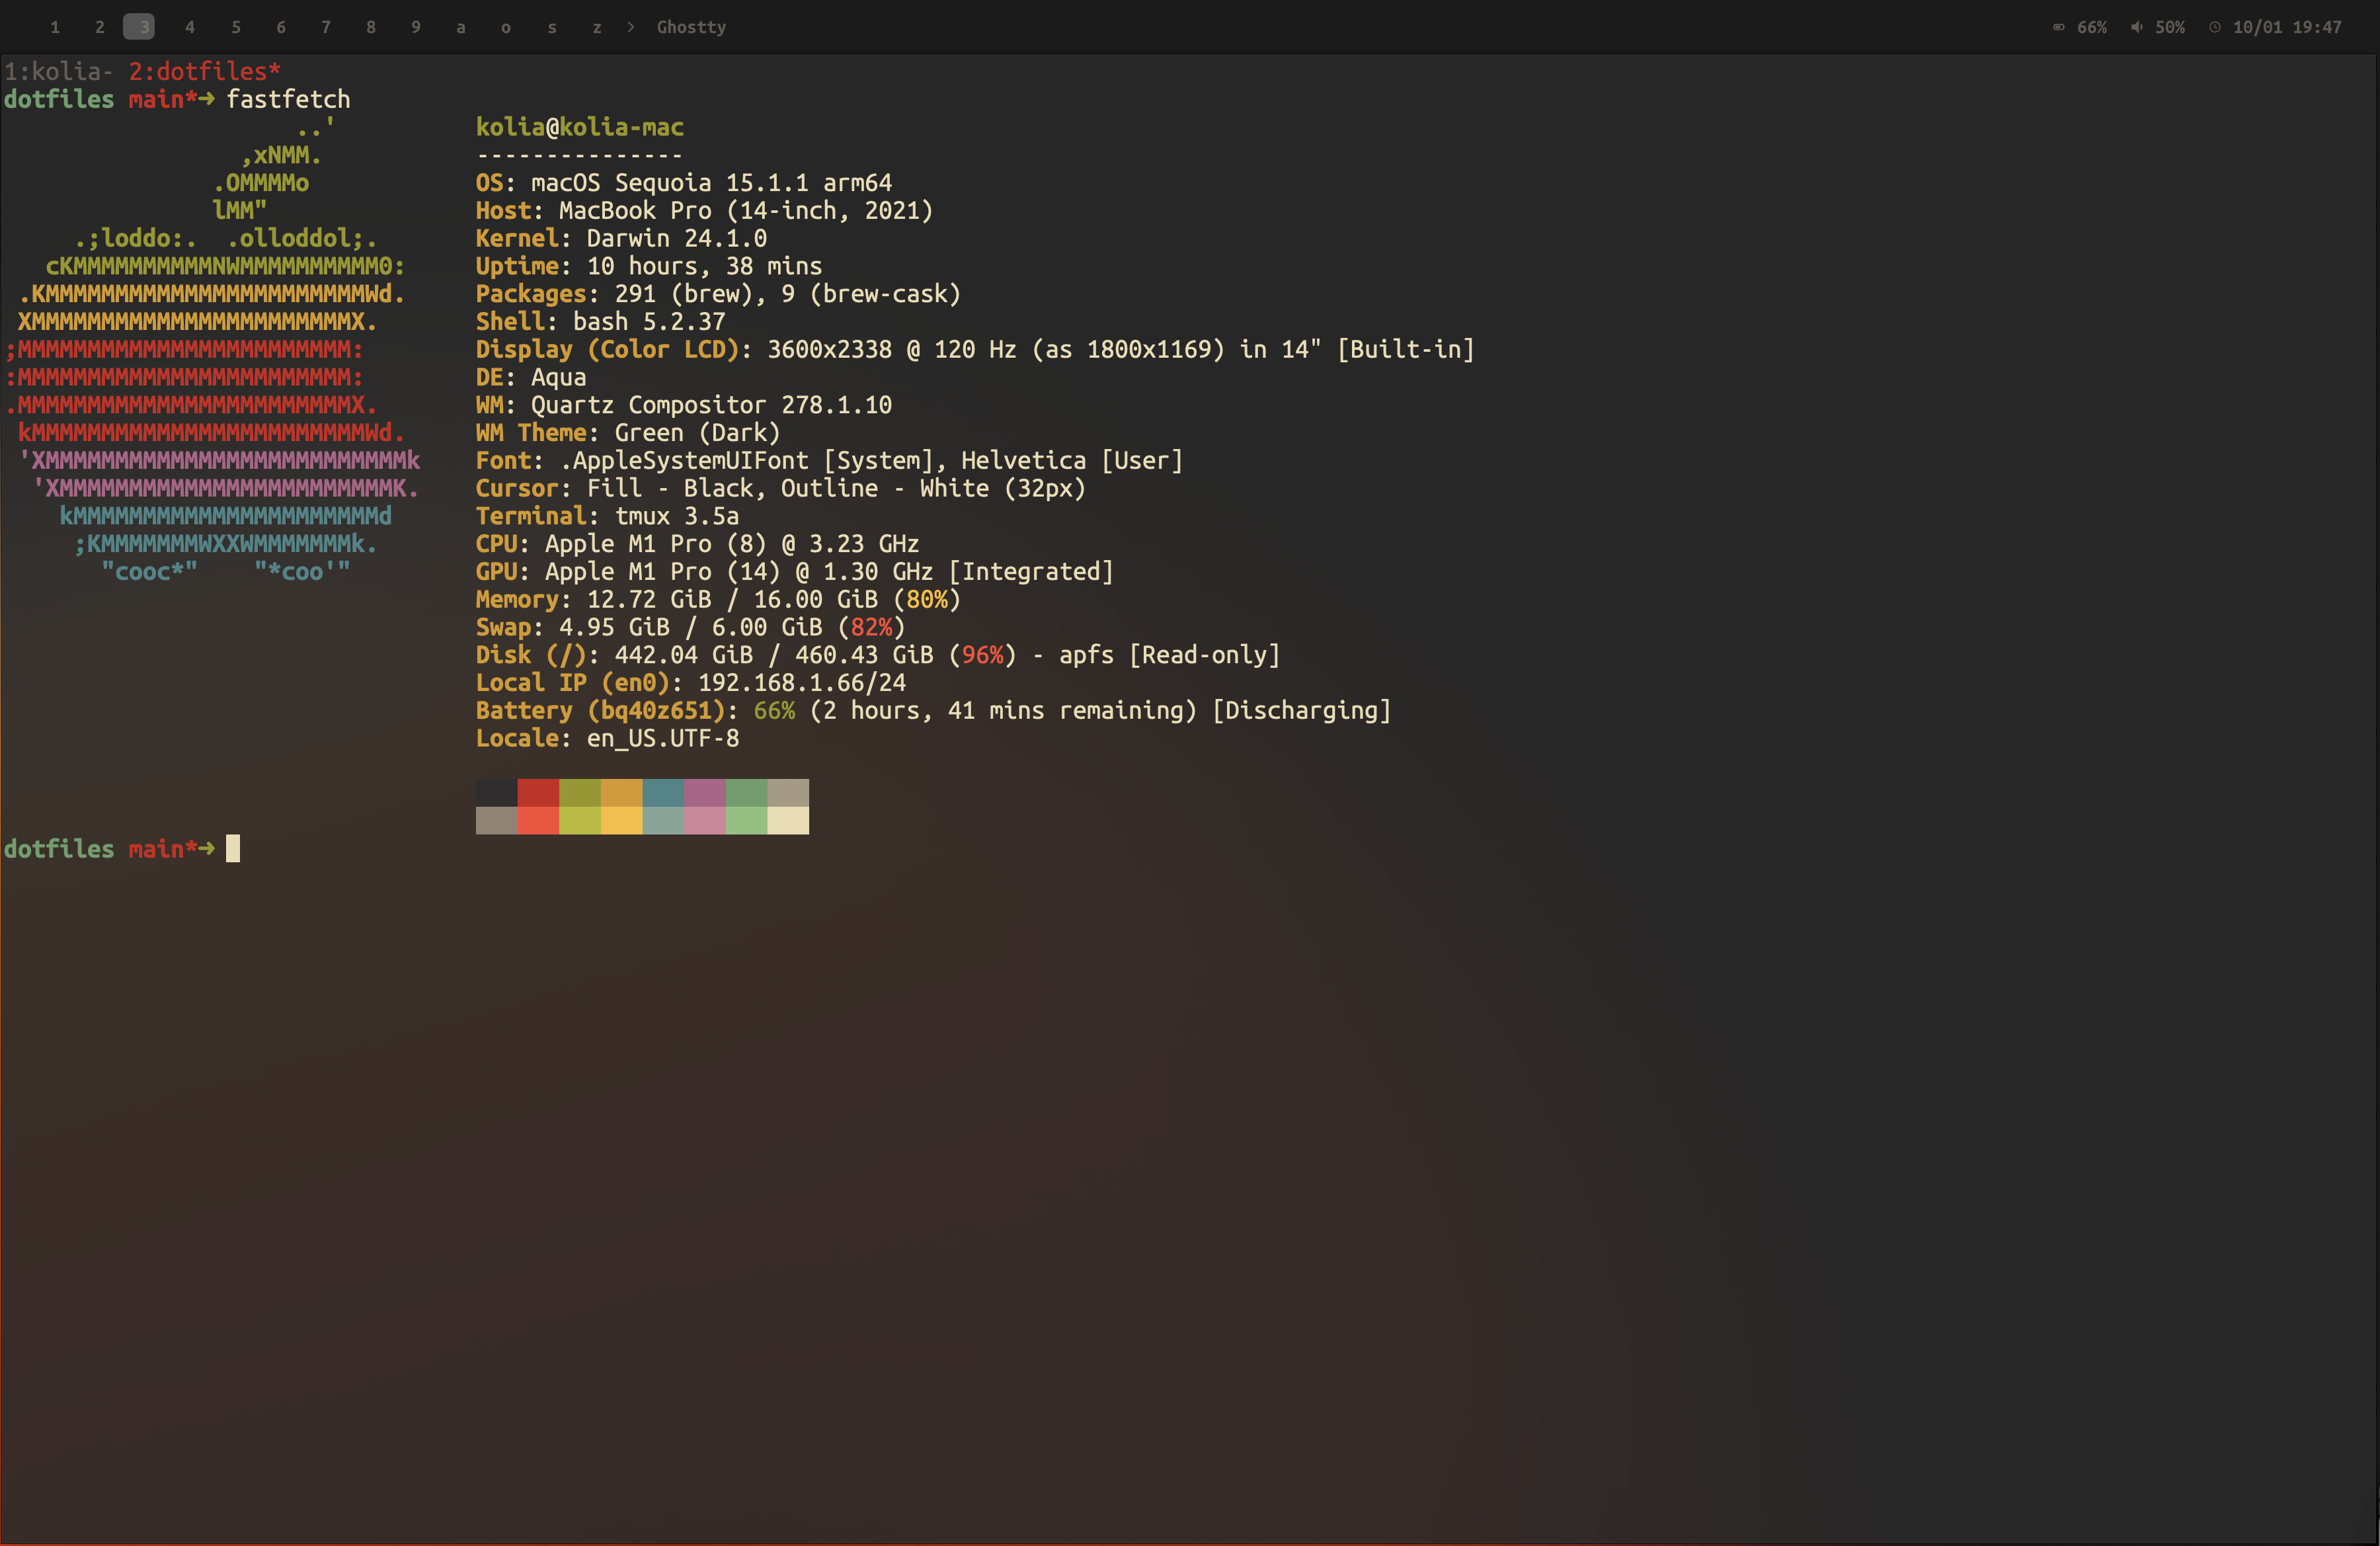 1 2 3 4 5 6 7 8 9 a o s z > Ghostty 66% 50% 10/01 19:47
1:kolia- 2:dotfiles*
dotfiles main*➜ fastfetch
..' kolia@kolia-mac
,xNMM. ---------------
.OMMMMo OS: macOS Sequoia 15.1.1 arm64
lMM" Host: MacBook Pro (14-inch, 2021)
.;loddo:. .olloddol;. Kernel: Darwin 24.1.0
cKMMMMMMMMMMNWMMMMMMMMMM0: Uptime: 10 hours, 38 mins
.KMMMMMMMMMMMMMMMMMMMMMMMWd. Packages: 291 (brew), 9 (brew-cask)
XMMMMMMMMMMMMMMMMMMMMMMMX. Shell: bash 5.2.37
;MMMMMMMMMMMMMMMMMMMMMMMM: Display (Color LCD): 3600x2338 @ 120 Hz (as 1800x1169) in 14" [Built-in]
:MMMMMMMMMMMMMMMMMMMMMMMM: DE: Aqua
.MMMMMMMMMMMMMMMMMMMMMMMMX. WM: Quartz Compositor 278.1.10
kMMMMMMMMMMMMMMMMMMMMMMMMWd. WM Theme: Green (Dark)
'XMMMMMMMMMMMMMMMMMMMMMMMMMMk Font: .AppleSystemUIFont [System], Helvetica [User]
'XMMMMMMMMMMMMMMMMMMMMMMMMK. Cursor: Fill - Black, Outline - White (32px)
kMMMMMMMMMMMMMMMMMMMMMMd Terminal: tmux 3.5a
;KMMMMMMMWXXWMMMMMMMk. CPU: Apple M1 Pro (8) @ 3.23 GHz
"cooc*" "*coo'" GPU: Apple M1 Pro (14) @ 1.30 GHz [Integrated]
Memory: 12.72 GiB / 16.00 GiB (80%)
Swap: 4.95 GiB / 6.00 GiB (82%)
Disk (/): 442.04 GiB / 460.43 GiB (96%) - apfs [Read-only]
Local IP (en0): 192.168.1.66/24
Battery (bq40z651): 66% (2 hours, 41 mins remaining) [Discharging]
Locale: en_US.UTF-8
dotfiles main*➜